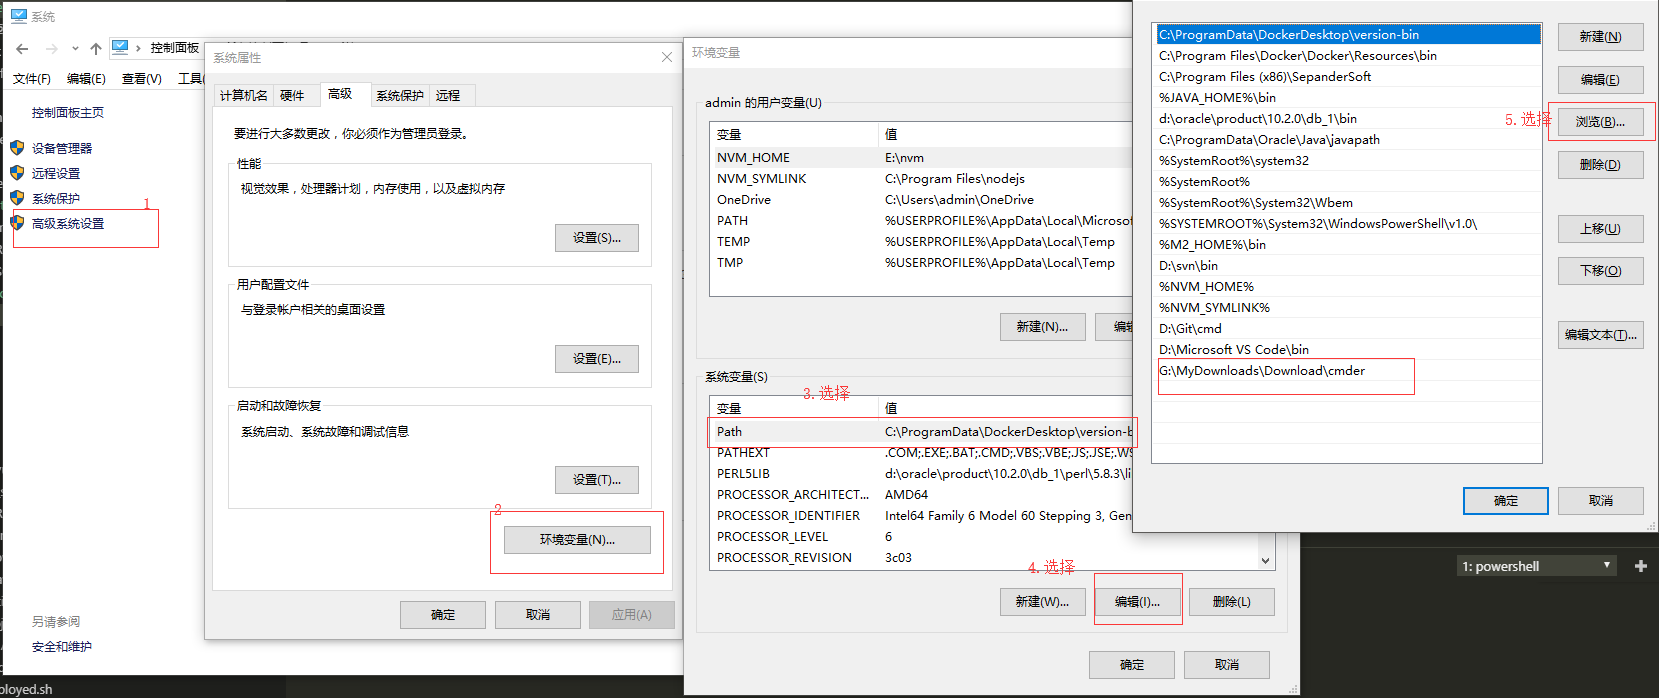 系统
控制面板
文件(F) 编辑(E) 查看(V) 工具(
控制面板主页
设备管理器
远程设置
系统保护
1
高级系统设置
另请参阅
安全和维护
ployed.sh
系统属性
计算机名 硬件 高级 系统保护 远程
要进行大多数更改，你必须作为管理员登录。
性能
视觉效果，处理器计划，内存使用，以及虚拟内存
设置(S)...
用户配置文件
与登录帐户相关的桌面设置
设置(E)...
启动和故障恢复
系统启动、系统故障和调试信息
设置(T)...
2
环境变量(N)...
确定 取消 应用(A)
环境变量
admin 的用户变量(U)
变量 值
NVM_HOME E:\nvm
NVM_SYMLINK C:\Program Files\nodejs
OneDrive C:\Users\admin\OneDrive
PATH %USERPROFILE%\AppData\Local\Microsof
TEMP %USERPROFILE%\AppData\Local\Temp
TMP %USERPROFILE%\AppData\Local\Temp
新建(N)... 编辑
系统变量(S)
3. 选择
变量 值
Path C:\ProgramData\DockerDesktop\version-b
PATHEXT .COM;.EXE;.BAT;.CMD;.VBS;.VBE;.JS;.JSE;.WS
PERL5LIB d:\oracle\product\10.2.0\db_1\perl\5.8.3\li
PROCESSOR_ARCHITECT... AMD64
PROCESSOR_IDENTIFIER Intel64 Family 6 Model 60 Stepping 3, Gen
PROCESSOR_LEVEL 6
PROCESSOR_REVISION 3c03
4. 选择
新建(W)... 编辑(I)... 删除(L)
确定 取消
C:\ProgramData\DockerDesktop\version-bin
C:\Program Files\Docker\Docker\Resources\bin
C:\Program Files (x86)\SepanderSoft
%JAVA_HOME%\bin
d:\oracle\product\10.2.0\db_1\bin
C:\ProgramData\Oracle\Java\javapath
%SystemRoot%\system32
%SystemRoot%
%SystemRoot%\System32\Wbem
%SYSTEMROOT%\System32\WindowsPowerShell\v1.0\
%M2_HOME%\bin
D:\svn\bin
%NVM_HOME%
%NVM_SYMLINK%
D:\Git\cmd
D:\Microsoft VS Code\bin
G:\MyDownloads\Download\cmder
新建(N)
编辑(E)
5. 选择
浏览(B)...
删除(D)
上移(U)
下移(O)
编辑文本(T)...
确定 取消
1: powershell